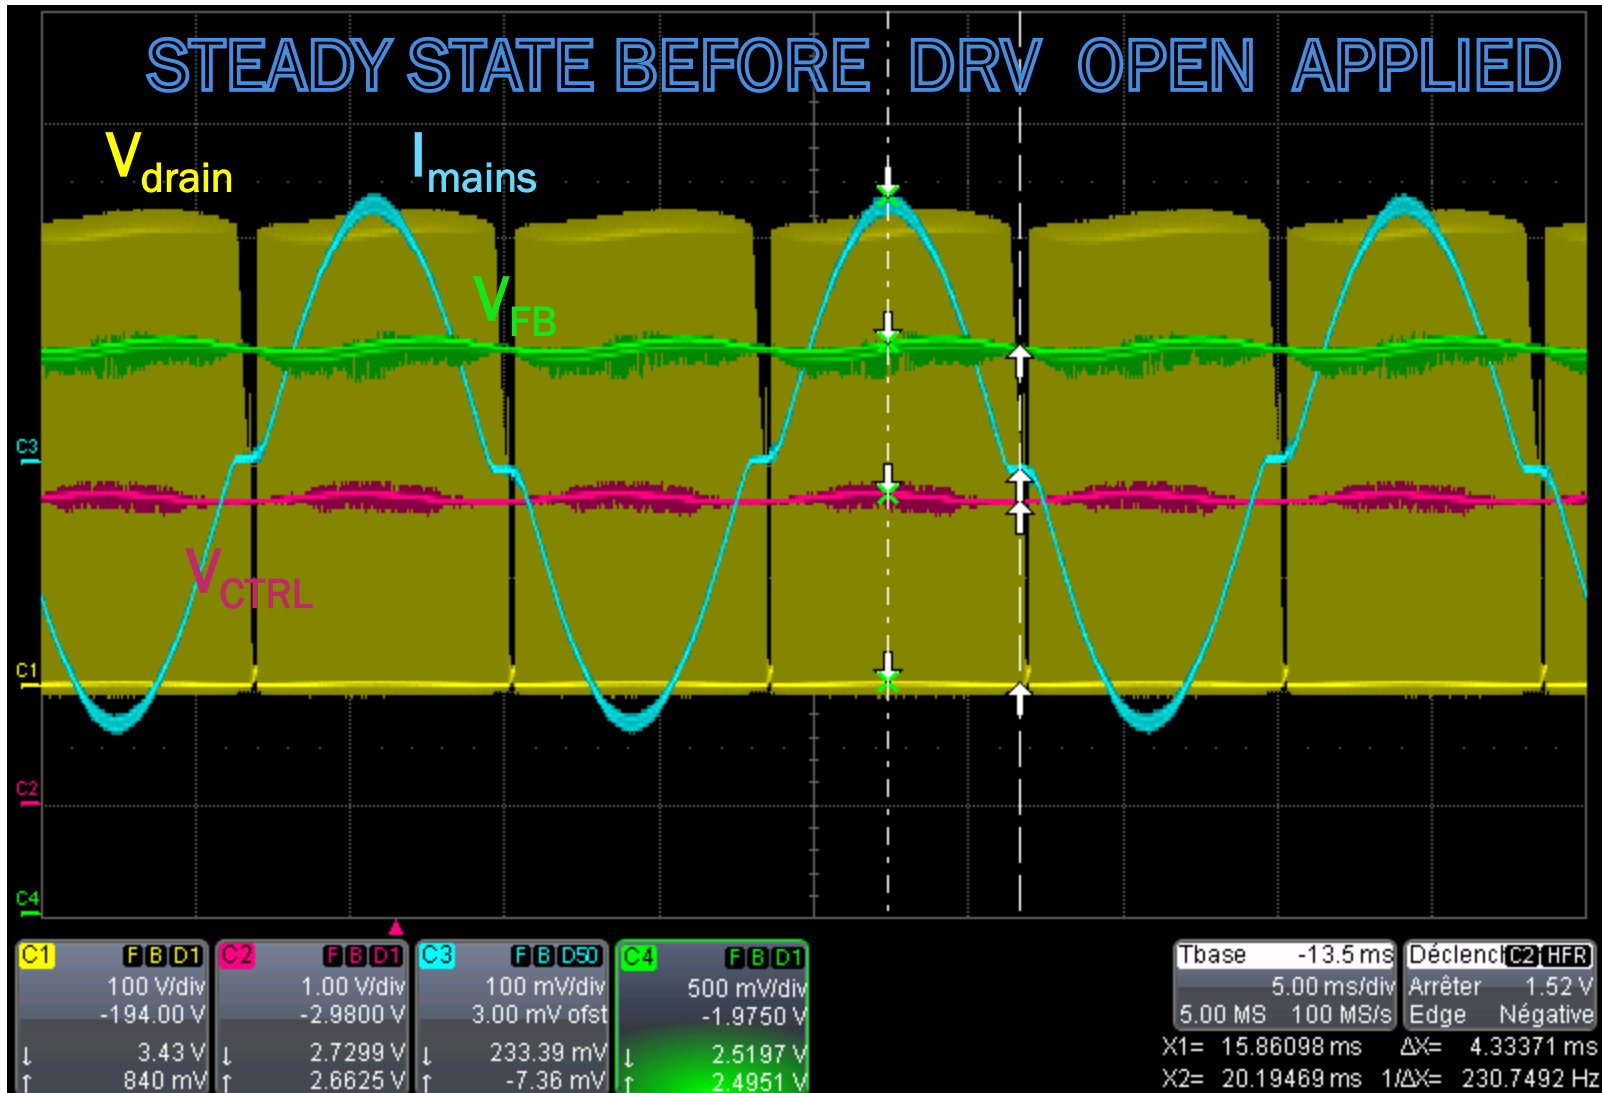 STEADY STATE BEFORE DRV OPEN APPLIED
Vdrain
Imains
VFB
C3
VCTRL
C1
C2
C4
C1 F B D1
100 V/div
-194.00 V
↓ 3.43 V
↑ 840 mV
C2 F B D1
1.00 V/div
-2.9800 V
↓ 2.7299 V
↑ 2.6625 V
C3 F B D50
100 mV/div
3.00 mV ofst
↓ 233.39 mV
↑ -7.36 mV
C4 F B D1
500 mV/div
-1.9750 V
↓ 2.5197 V
↑ 2.4951 V
Tbase -13.5 ms
5.00 ms/div
5.00 MS 100 MS/s
Déclench C2 HFR
Arrêter 1.52 V
Edge Négative
X1= 15.86098 ms ΔX= 4.33371 ms
X2= 20.19469 ms 1/ΔX= 230.7492 Hz